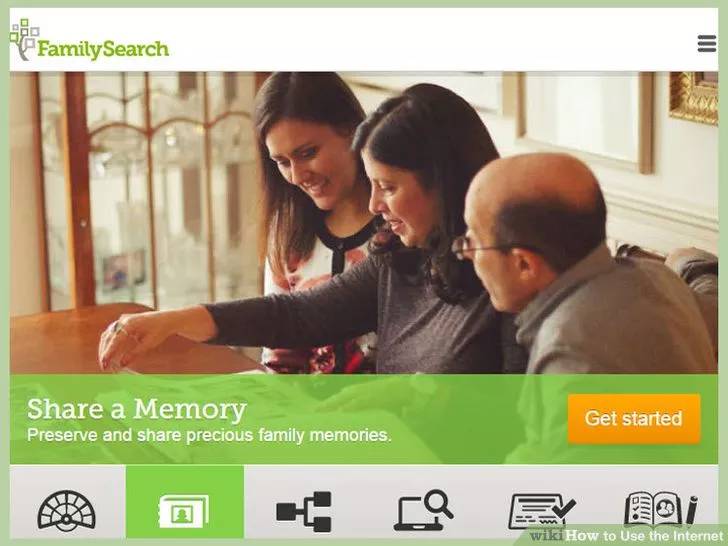 FamilySearch
Share a Memory
Preserve and share precious family memories.
Get started
wikiHow to Use the Internet